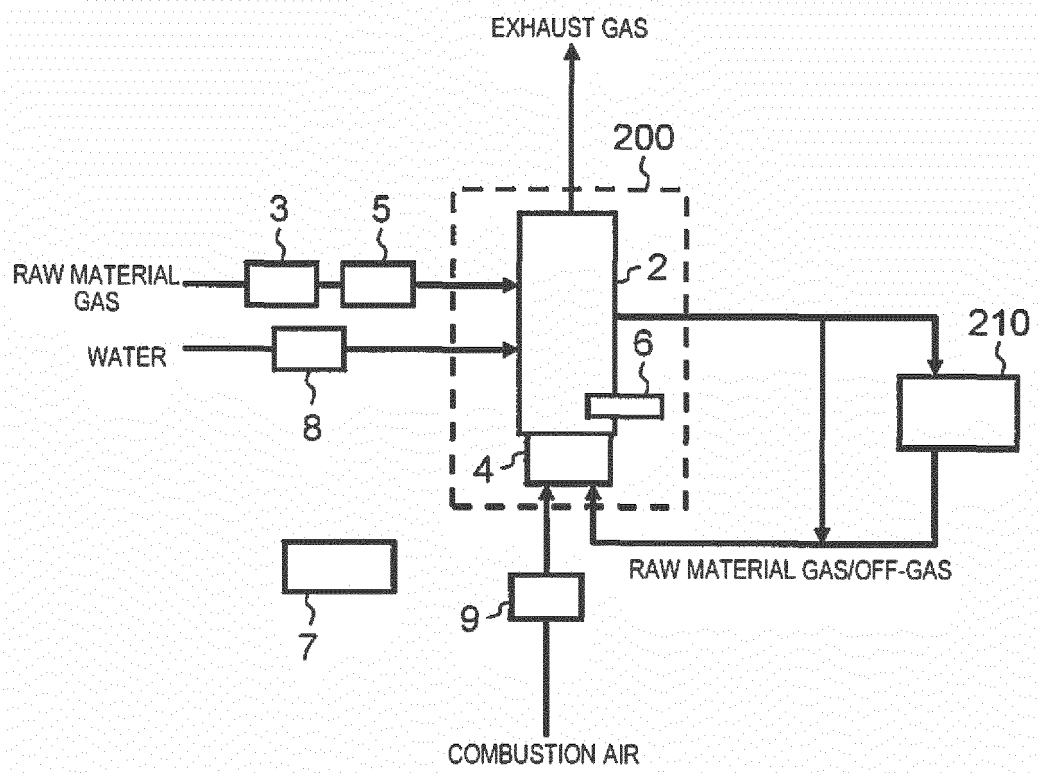 EXHAUST GAS
200
3
5
RAW MATERIAL
GAS
2
210
WATER
6
8
4
RAW MATERIAL GAS/OFF-GAS
9
7
COMBUSTION AIR